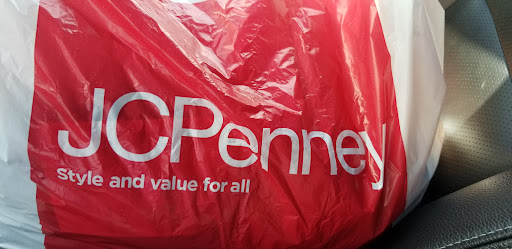 JCPenney
Style and value for all